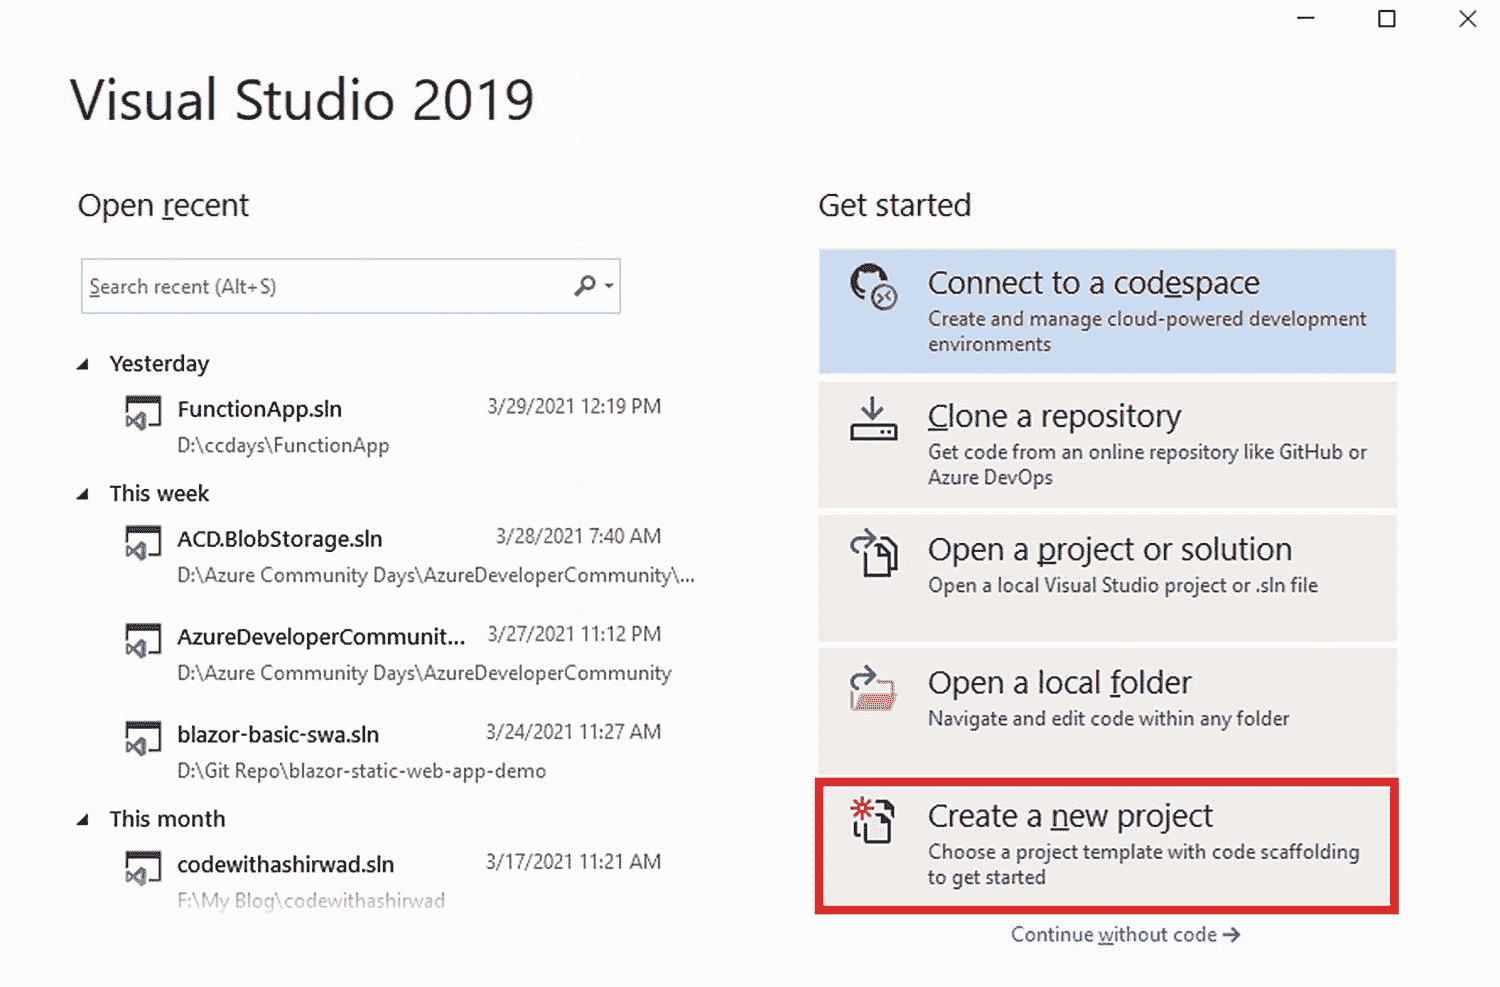 Visual Studio 2019
Open recent
Search recent (Alt+S)
Yesterday
FunctionApp.sln 3/29/2021 12:19 PM
D:\ccdays\FunctionApp
This week
ACD.BlobStorage.sln 3/28/2021 7:40 AM
D:\Azure Community Days\AzureDeveloperCommunity\...
AzureDeveloperCommunit... 3/27/2021 11:12 PM
D:\Azure Community Days\AzureDeveloperCommunity
blazor-basic-swa.sln 3/24/2021 11:27 AM
D:\Git Repo\blazor-static-web-app-demo
This month
codewithashirwad.sln 3/17/2021 11:21 AM
F:\My Blog\codewithashirwad
Get started
Connect to a codespace
Create and manage cloud-powered development
environments
Clone a repository
Get code from an online repository like GitHub or
Azure DevOps
Open a project or solution
Open a local Visual Studio project or .sln file
Open a local folder
Navigate and edit code within any folder
Create a new project
Choose a project template with code scaffolding
to get started
Continue without code →